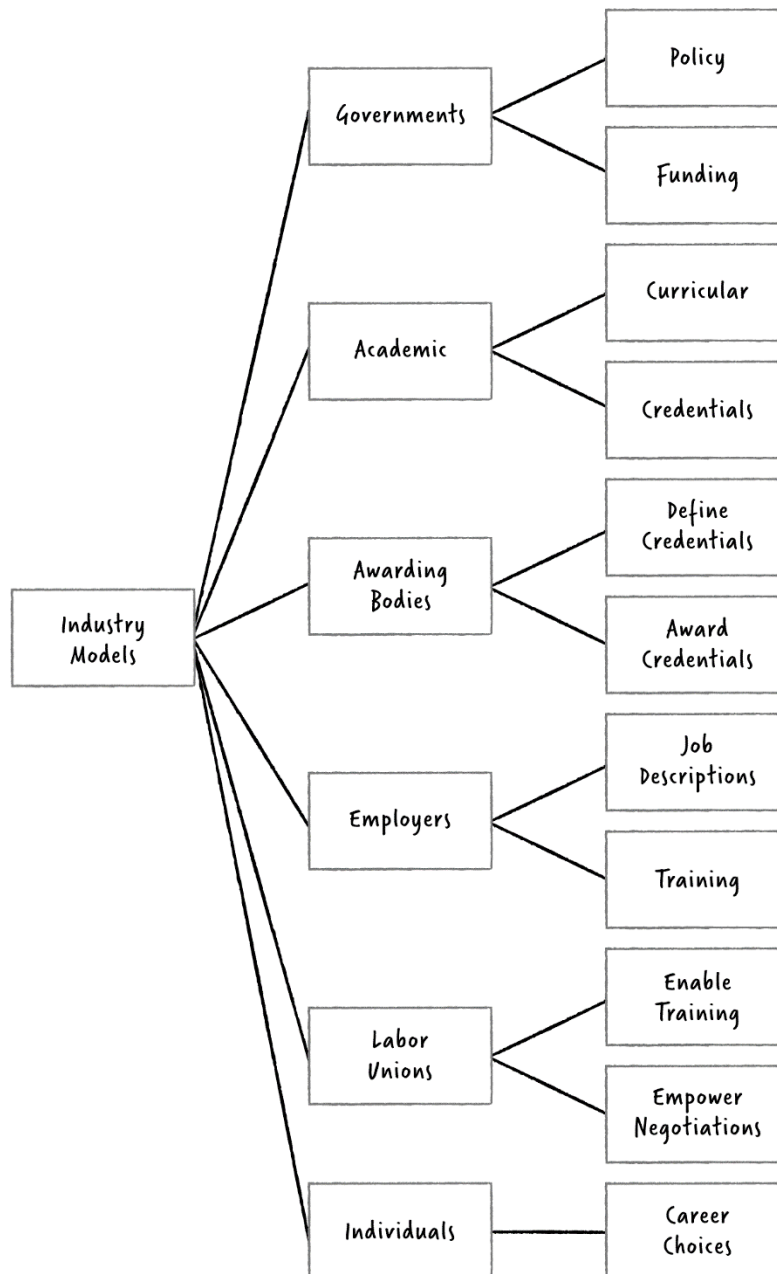 Policy
Governments
Funding
Curricular
Academic
Credentials
Define
Credentials
Awarding
Bodies
Industry
Models
Award
Credentials
Job
Descriptions
Employers
Training
Enable
Training
Labor
Unions
Empower
Negotiations
Individuals
Career
Choices